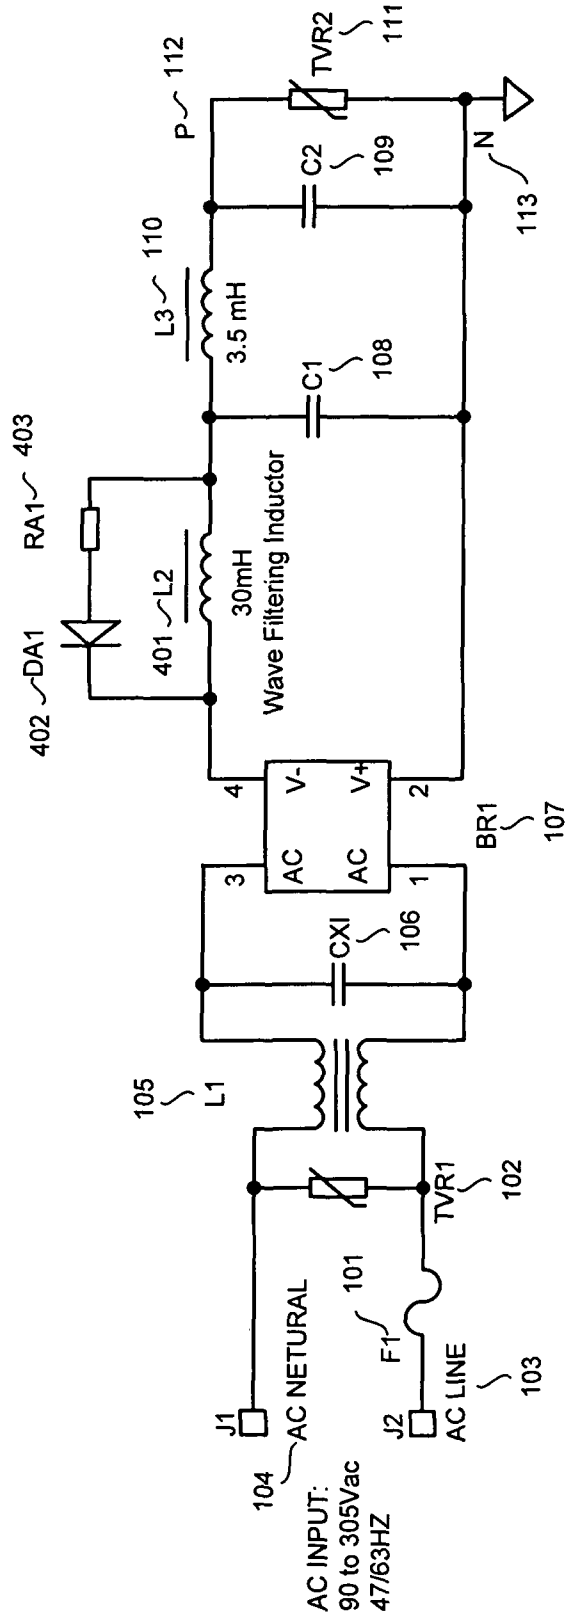 AC INPUT:
90 to 305Vac
47/63HZ
104
J1
AC NETURAL
J2
AC LINE
103
F1
101
TVR1
102
105
L1
CXI
106
3
AC
V-
4
1
AC
V+
2
BR1
107
402
DA1
RA1
403
401
L2
30mH
Wave Filtering Inductor
C1
108
L3
110
3.5 mH
C2
109
P
112
TVR2
111
N
113